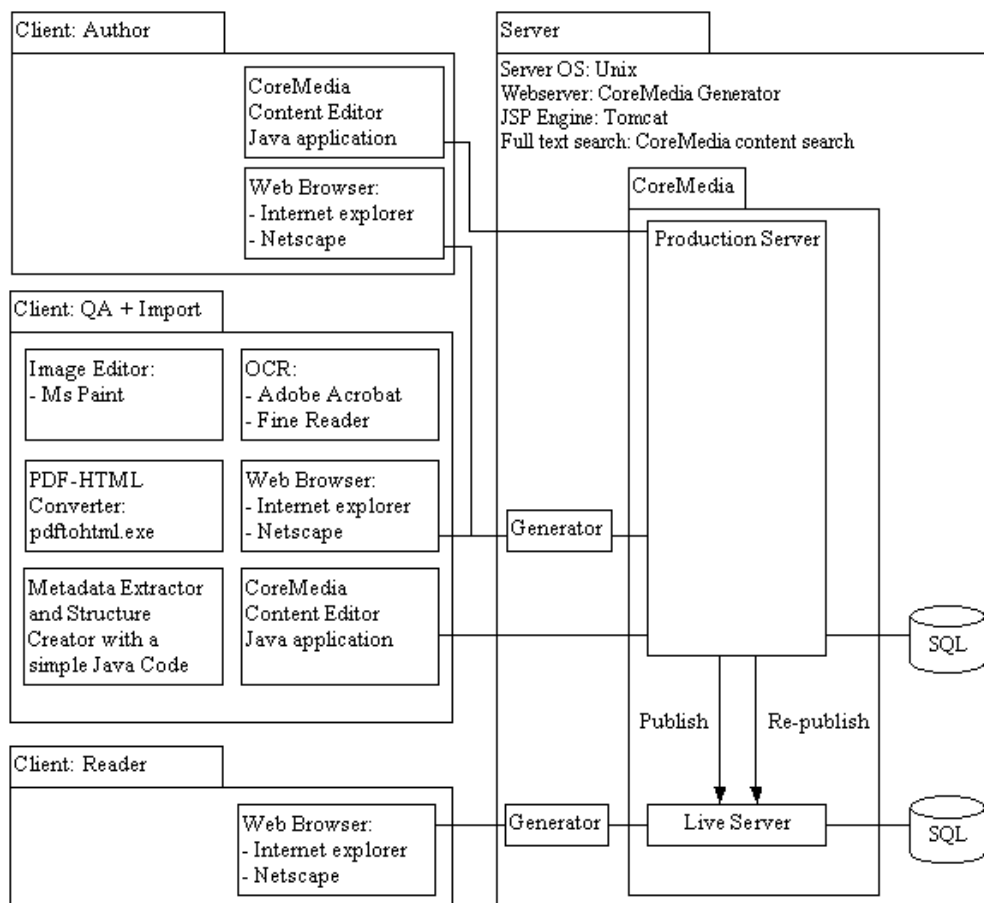 Client: Author
CoreMedia
Content Editor
Java application
Web Browser:
- Internet explorer
- Netscape
Client: QA + Import
Image Editor:
- Ms Paint
OCR:
- Adobe Acrobat
- Fine Reader
PDF-HTML
Converter:
pdftohtml.exe
Web Browser:
- Internet explorer
- Netscape
Metadata Extractor
and Structure
Creator with a
simple Java Code
CoreMedia
Content Editor
Java application
Client: Reader
Web Browser:
- Internet explorer
- Netscape
Server
Server OS: Unix
Webserver: CoreMedia Generator
JSP Engine: Tomcat
Full text search: CoreMedia content search
CoreMedia
Production Server
Generator
SQL
Publish
Re-publish
Generator
Live Server
SQL